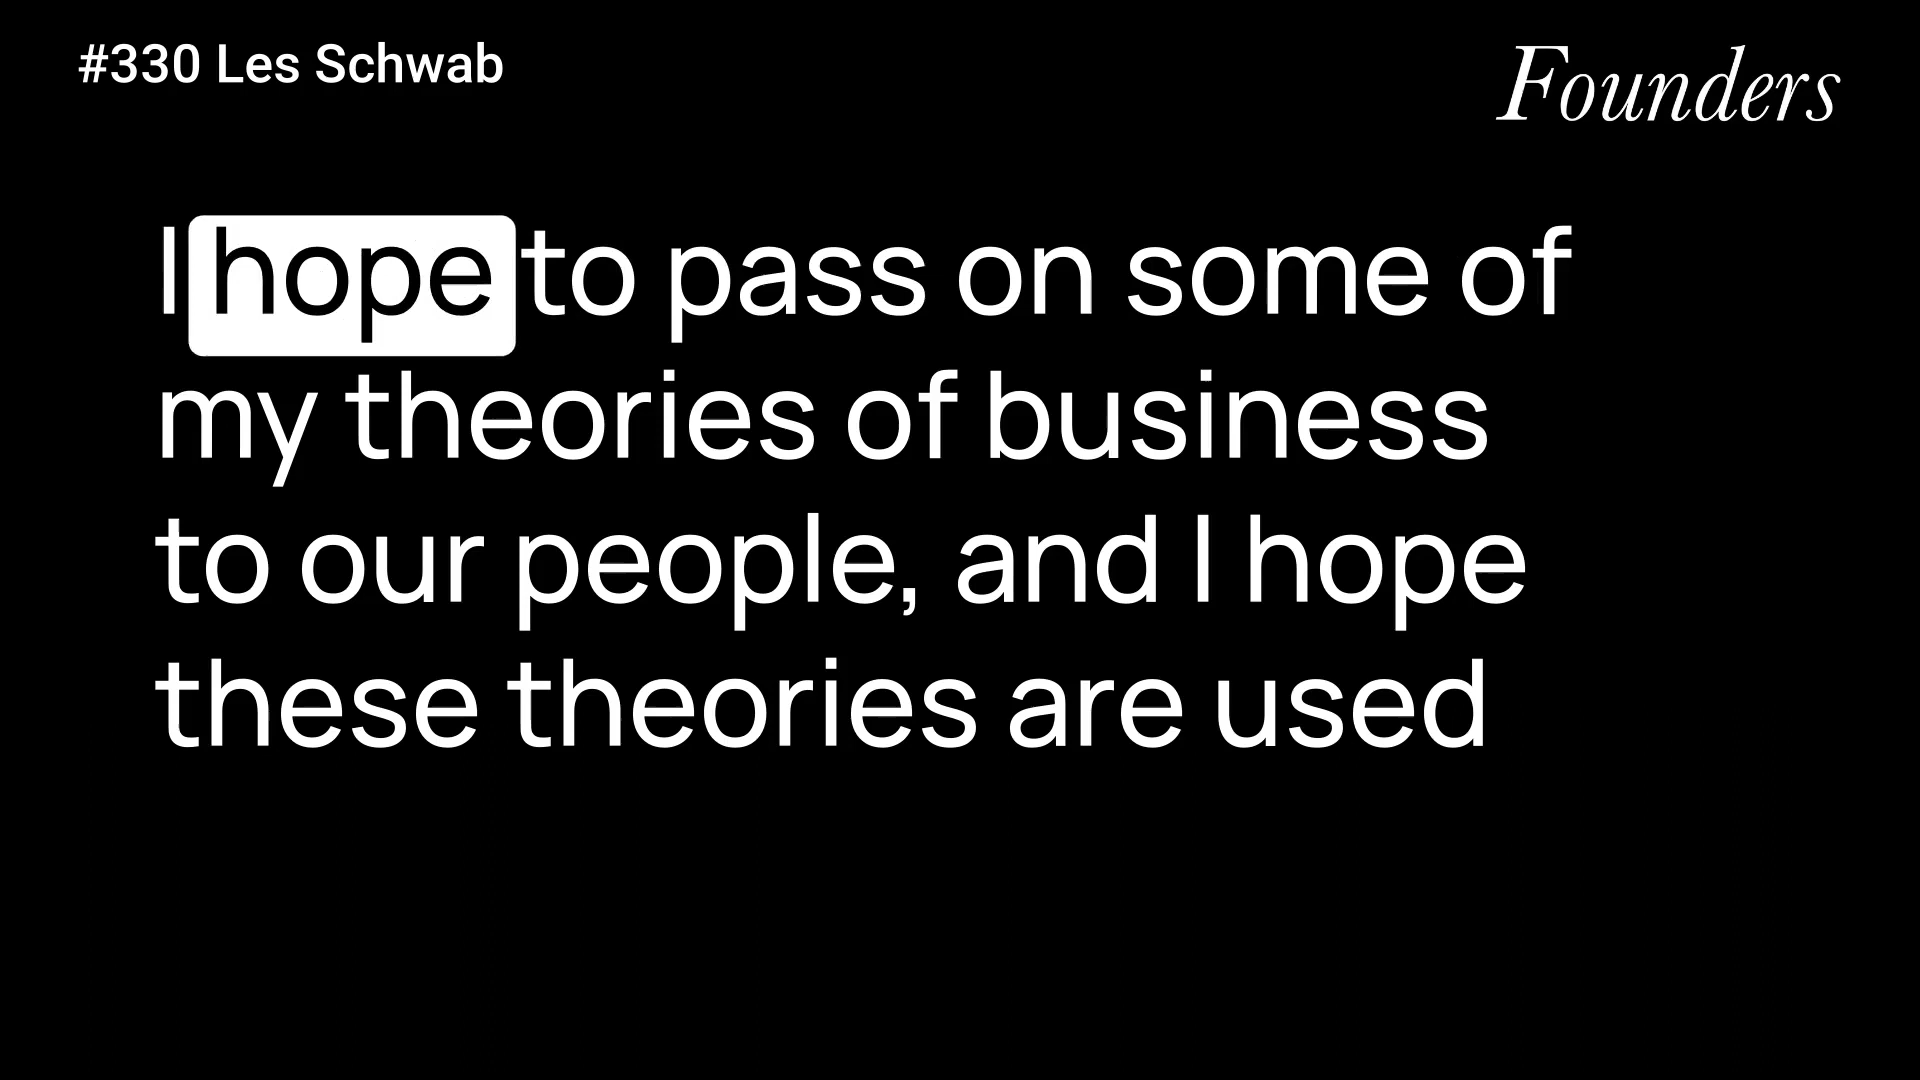 #330 Les Schwab
Founders
I hope to pass on some of
my theories of business
to our people, and I hope
these theories are used